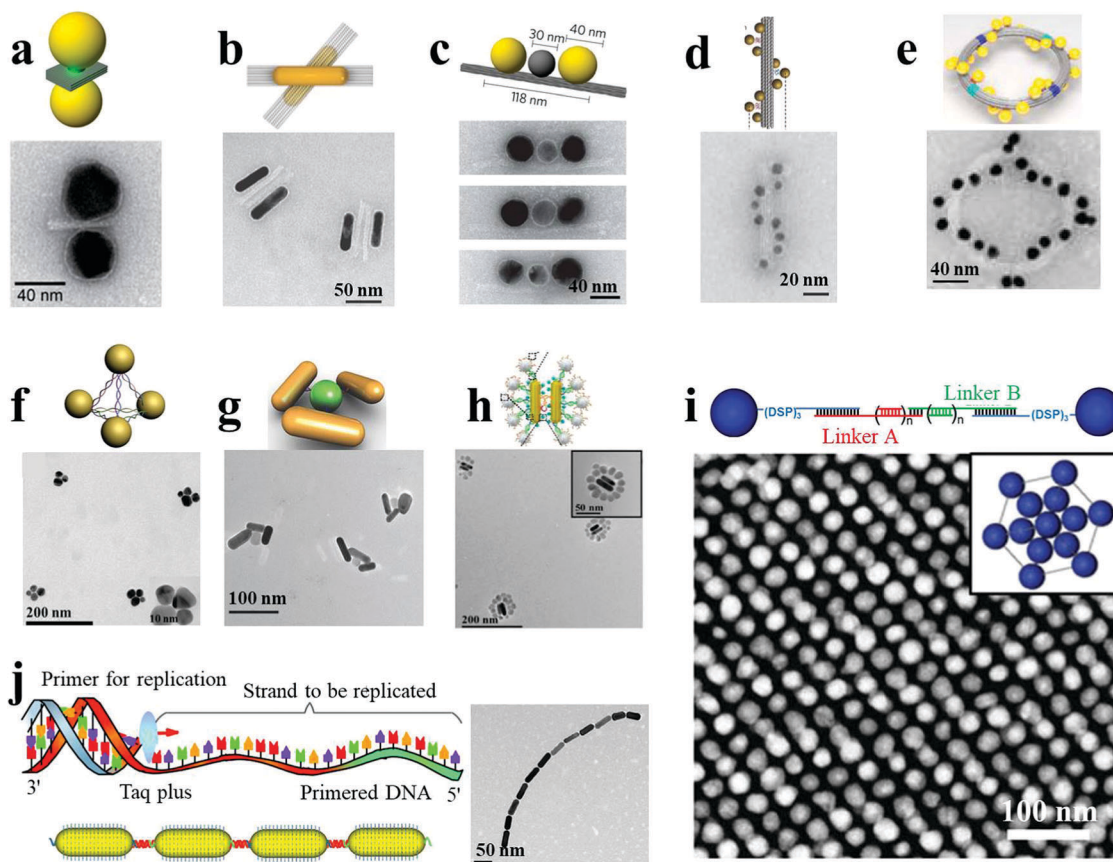 a
40 nm
b
50 nm
c
30 nm
40 nm
118 nm
40 nm
d
20 nm
e
40 nm
f
200 nm
10 nm
g
100 nm
h
50 nm
200 nm
i
Linker B
(DSP)₃
( )n ( )n
(DSP)₃
Linker A
100 nm
j
Primer for replication
Strand to be replicated
3'
Taq plus
Primered DNA
5'
50 nm